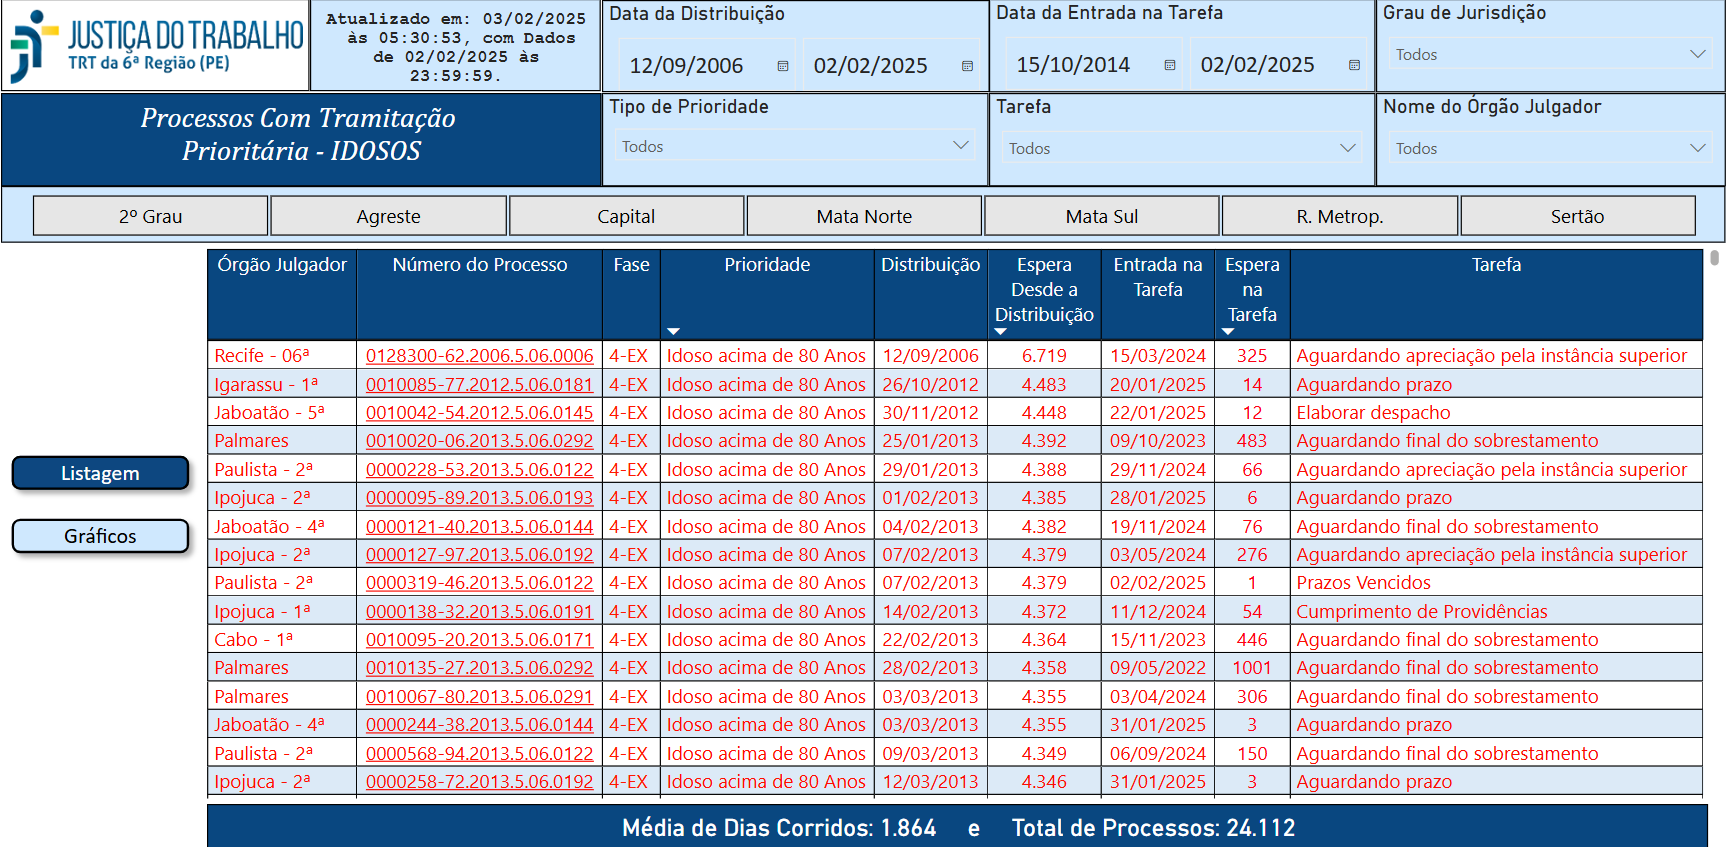 JUSTIÇA DO TRABALHO
TRT da 6ª Região (PE)
Atualizado em: 03/02/2025
às 05:30:53, com Dados
de 02/02/2025 às
23:59:59.
Data da Distribuição
12/09/2006 02/02/2025
Data da Entrada na Tarefa
15/10/2014 02/02/2025
Grau de Jurisdição
Todos
Processos Com Tramitação
Prioritária - IDOSOS
Tipo de Prioridade
Todos
Tarefa
Todos
Nome do Órgão Julgador
Todos
2º Grau Agreste Capital Mata Norte Mata Sul R. Metrop. Sertão
Listagem
Gráficos
Órgão Julgador Número do Processo Fase Prioridade Distribuição Espera Desde a Distribuição Entrada na Tarefa Espera na Tarefa Tarefa
Recife - 06ª 0128300-62.2006.5.06.0006 4-EX Idoso acima de 80 Anos 12/09/2006 6.719 15/03/2024 325 Aguardando apreciação pela instância superior
Igarassu - 1ª 0010085-77.2012.5.06.0181 4-EX Idoso acima de 80 Anos 26/10/2012 4.483 20/01/2025 14 Aguardando prazo
Jaboatão - 5ª 0010042-54.2012.5.06.0145 4-EX Idoso acima de 80 Anos 30/11/2012 4.448 22/01/2025 12 Elaborar despacho
Palmares 0010020-06.2013.5.06.0292 4-EX Idoso acima de 80 Anos 25/01/2013 4.392 09/10/2023 483 Aguardando final do sobrestamento
Paulista - 2ª 0000228-53.2013.5.06.0122 4-EX Idoso acima de 80 Anos 29/01/2013 4.388 29/11/2024 66 Aguardando apreciação pela instância superior
Ipojuca - 2ª 0000095-89.2013.5.06.0193 4-EX Idoso acima de 80 Anos 01/02/2013 4.385 28/01/2025 6 Aguardando prazo
Jaboatão - 4ª 0000121-40.2013.5.06.0144 4-EX Idoso acima de 80 Anos 04/02/2013 4.382 19/11/2024 76 Aguardando final do sobrestamento
Ipojuca - 2ª 0000127-97.2013.5.06.0192 4-EX Idoso acima de 80 Anos 07/02/2013 4.379 03/05/2024 276 Aguardando apreciação pela instância superior
Paulista - 2ª 0000319-46.2013.5.06.0122 4-EX Idoso acima de 80 Anos 07/02/2013 4.379 02/02/2025 1 Prazos Vencidos
Ipojuca - 1ª 0000138-32.2013.5.06.0191 4-EX Idoso acima de 80 Anos 14/02/2013 4.372 11/12/2024 54 Cumprimento de Providências
Cabo - 1ª 0010095-20.2013.5.06.0171 4-EX Idoso acima de 80 Anos 22/02/2013 4.364 15/11/2023 446 Aguardando final do sobrestamento
Palmares 0010135-27.2013.5.06.0292 4-EX Idoso acima de 80 Anos 28/02/2013 4.358 09/05/2022 1001 Aguardando final do sobrestamento
Palmares 0010067-80.2013.5.06.0291 4-EX Idoso acima de 80 Anos 03/03/2013 4.355 03/04/2024 306 Aguardando final do sobrestamento
Jaboatão - 4ª 0000244-38.2013.5.06.0144 4-EX Idoso acima de 80 Anos 03/03/2013 4.355 31/01/2025 3 Aguardando prazo
Paulista - 2ª 0000568-94.2013.5.06.0122 4-EX Idoso acima de 80 Anos 09/03/2013 4.349 06/09/2024 150 Aguardando final do sobrestamento
Ipojuca - 2ª 0000258-72.2013.5.06.0192 4-EX Idoso acima de 80 Anos 12/03/2013 4.346 31/01/2025 3 Aguardando prazo
Média de Dias Corridos: 1.864 e Total de Processos: 24.112